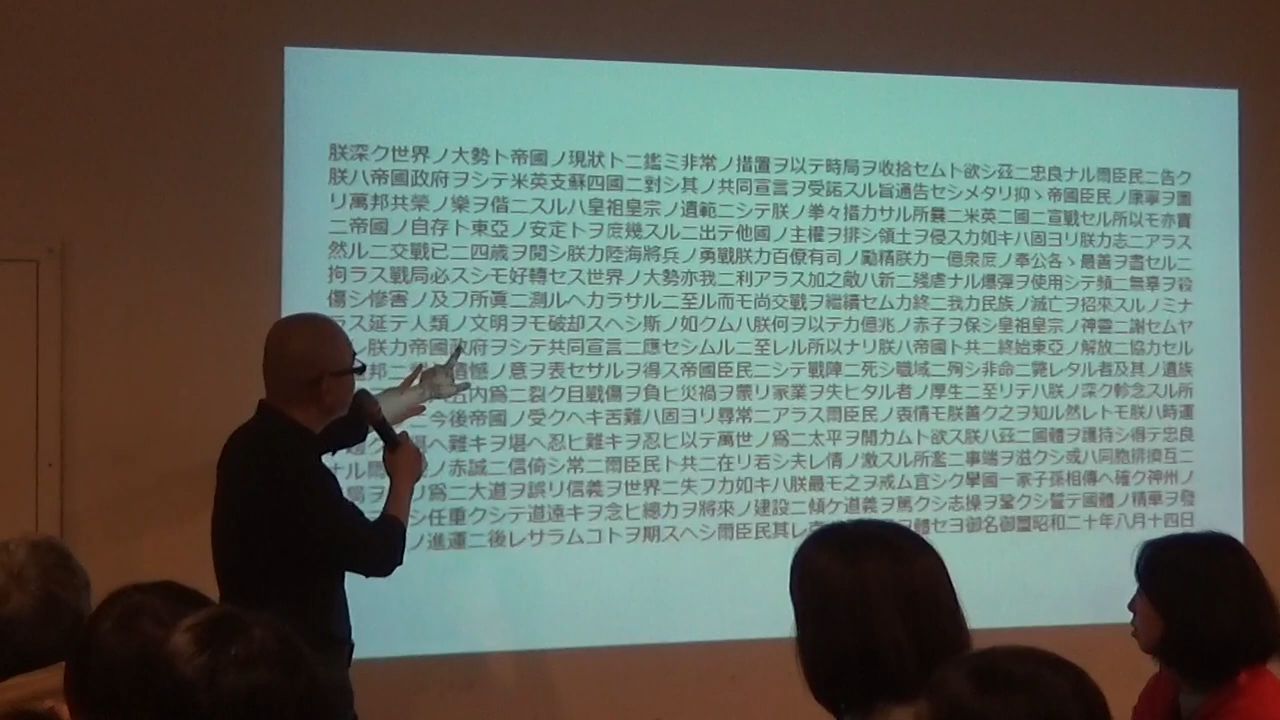 朕深ク世界ノ大勢ト帝國ノ現狀トニ鑑ミ非常ノ措置ヲ以テ時局ヲ收捨セムト欲シ茲ニ忠良ナル爾臣民ニ告ク
朕ハ帝國政府ヲシテ米英支蘇四國ニ對シ其ノ共同宣言ヲ受諾スル旨通告セシメタリ抑ゝ帝國臣民ノ康寧ヲ圖
リ萬邦共榮ノ樂ヲ偕ニスルハ皇祖皇宗ノ遺範ニシテ朕ノ拳々措カサル所曩ニ米英二國ニ宣戰セル所以モ亦實
ニ帝國ノ自存ト東亞ノ安定トヲ庶幾スルニ出テ他國ノ主權ヲ排シ領土ヲ侵スカ如キハ固ヨリ朕カ志ニアラス
然ルニ交戰已ニ四歳ヲ閲シ朕カ陸海將兵ノ勇戰朕カ百僚有司ノ勵精朕カ一億衆庶ノ奉公各ゝ最善ヲ盡セルニ
拘ラス戰局必スシモ好轉セス世界ノ大勢亦我ニ利アラス加之敵ハ新ニ殘虐ナル爆彈ヲ使用シテ頻ニ無辜ヲ殺
傷シ惨害ノ及フ所眞ニ測ルヘカラサルニ至ル而モ尚交戰ヲ繼續セムカ終ニ我カ民族ノ滅亡ヲ招來スルノミナ
ラス延テ人類ノ文明ヲモ破却スヘシ斯ノ如クムハ朕何ヲ以テカ億兆ノ赤子ヲ保シ皇祖皇宗ノ神靈ニ謝セムヤ
朕カ帝國政府ヲシテ共同宣言ニ應セシムルニ至レル所以ナリ朕ハ帝國ト共ニ終始東亞ノ解放ニ協力セル
邦ニ 遺憾ノ意ヲ表セサルヲ得ス帝國臣民ニシテ戰陣ニ死シ職域ニ殉シ非命ニ斃レタル者及其ノ遺族
五内爲ニ裂ク且戰傷ヲ負ヒ災禍ヲ蒙リ家業ヲ失ヒタル者ノ厚生ニ至リテハ朕ノ深ク軫念スル所
今後帝國ノ受クヘキ苦難ハ固ヨリ尋常ニアラス爾臣民ノ衷情モ朕善ク之ヲ知ル然レトモ朕ハ時運
ヘ難キヲ堪ヘ忍ヒ難キヲ忍ヒ以テ萬世ノ爲ニ太平ヲ開カムト欲ス朕ハ茲ニ國體ヲ護持シ得テ忠良
ナル ノ赤誠ニ信倚シ常ニ爾臣民ト共ニ在リ若シ夫レ情ノ激スル所濫ニ事端ヲ滋クシ或ハ同胞排擠互ニ
局ヲ リ爲ニ大道ヲ誤リ信義ヲ世界ニ失フカ如キハ朕最モ之ヲ戒ム宜シク擧國一家子孫相傳ヘ確ク神州ノ
シ任重クシテ道遠キヲ念ヒ總力ヲ將來ノ建設ニ傾ケ道義ヲ篤クシ志操ヲ鞏クシ誓テ國體ノ精華ヲ發
ノ進運ニ後レサラムコトヲ期スヘシ爾臣民其レ ヲ體セヨ御名御璽昭和二十年八月十四日